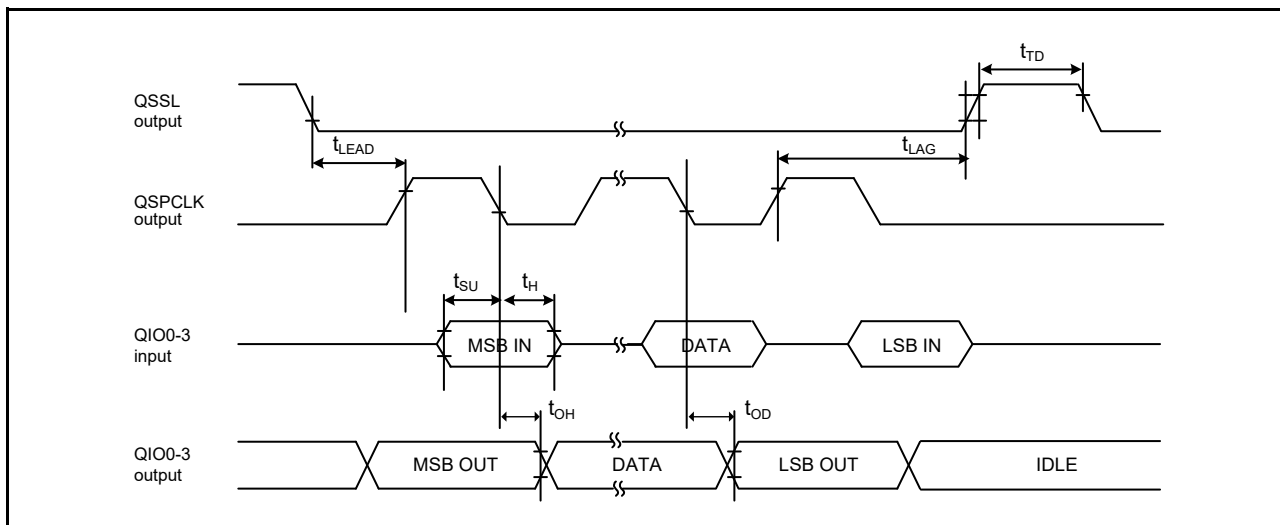 t_TD
QSSL
output
t_LEAD
t_LAG
QSPCLK
output
t_SU
t_H
QIO0-3
input
MSB IN
DATA
LSB IN
t_OH
t_OD
QIO0-3
output
MSB OUT
DATA
LSB OUT
IDLE